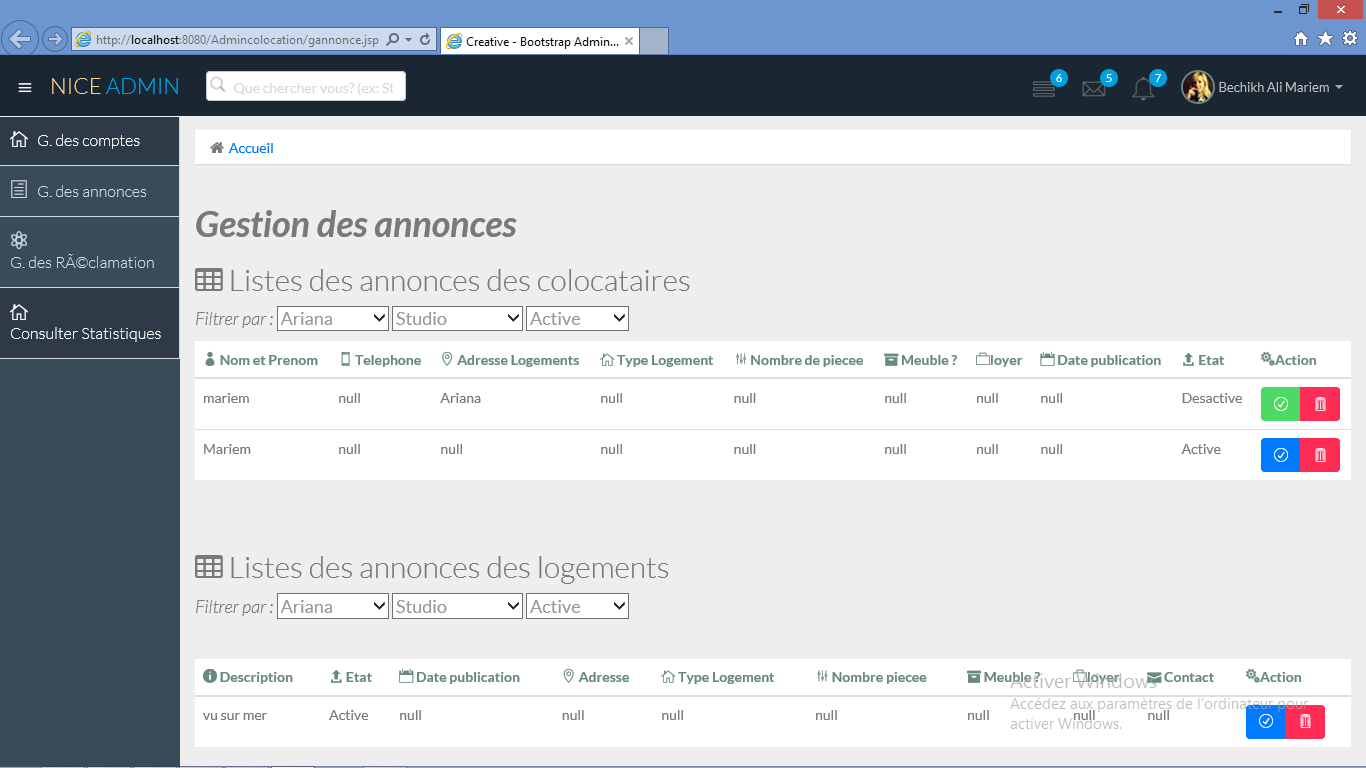 http://localhost:8080/Admincolocation/gannonce.jsp
Creative - Bootstrap Admin...
NICE ADMIN
Que chercher vous? (ex: St
6
5
7
Bechikh Ali Mariem
G. des comptes
G. des annonces
G. des RÃ©clamation
Consulter Statistiques
Accueil
Gestion des annonces
Listes des annonces des colocataires
Filtrer par : Ariana Studio Active
Nom et Prenom Telephone Adresse Logements Type Logement Nombre de piecee Meuble ? loyer Date publication Etat Action
mariem null Ariana null null null null null Desactive
Mariem null null null null null null null Active
Listes des annonces des logements
Filtrer par : Ariana Studio Active
Description Etat Date publication Adresse Type Logement Nombre piecee Meuble ? loyer Contact Action
vu sur mer Active null null null null null null null
Activer Windows
Accédez aux paramètres de l'ordinateur pour
activer Windows.